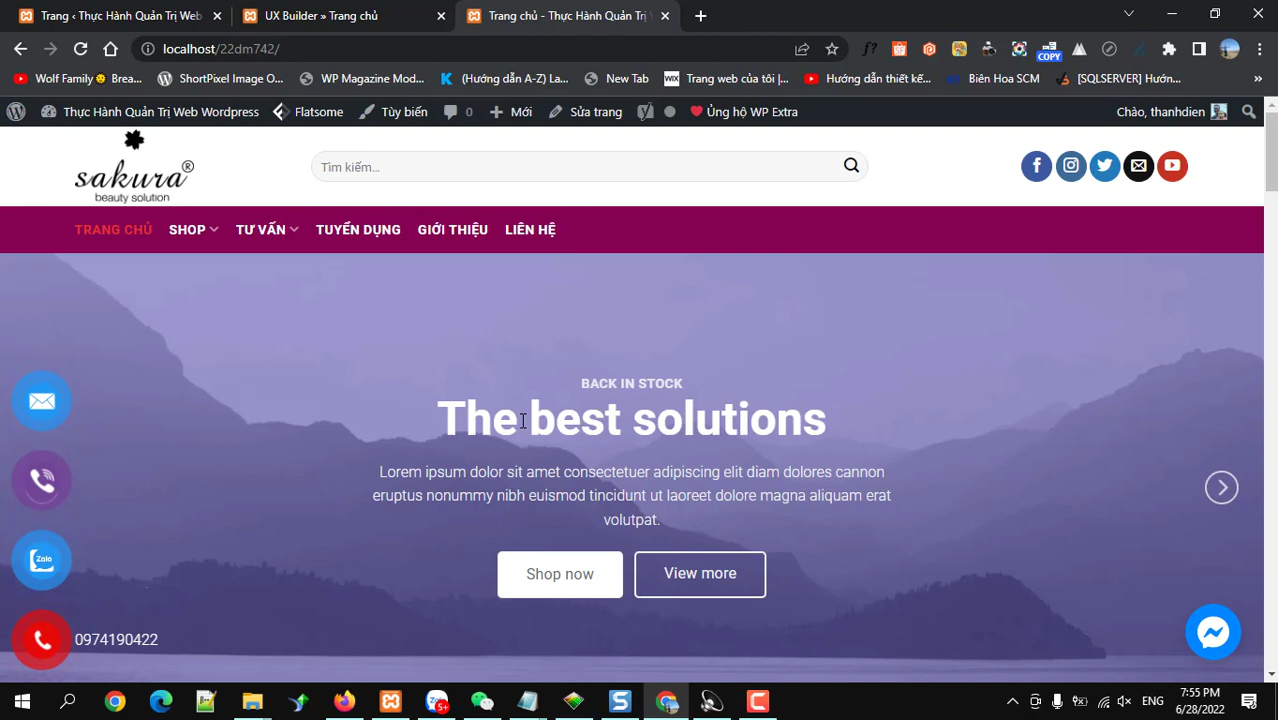 Trang ‹ Thực Hành Quản Trị Web
UX Builder » Trang chủ
Trang chủ - Thực Hành Quản Trị
localhost/22dm742/
f?
COPY
Wolf Family Brea...
ShortPixel Image O...
WP Magazine Mod...
(Hướng dẫn A-Z) La...
New Tab
WIX
Trang web của tôi |...
Hướng dẫn thiết kế...
Biên Hoa SCM
[SQLSERVER] Hướn...
Thực Hành Quản Trị Web Wordpress
Flatsome
Tùy biến
0
Mới
Sửa trang
Ủng hộ WP Extra
Chào, thanhdien
sakura®
beauty solution
Tìm kiếm...
TRANG CHỦ
SHOP
TƯ VẤN
TUYỂN DỤNG
GIỚI THIỆU
LIÊN HỆ
BACK IN STOCK
The best solutions
Lorem ipsum dolor sit amet consectetuer adipiscing elit diam dolores cannon
eruptus nonummy nibh euismod tincidunt ut laoreet dolore magna aliquam erat
volutpat.
Shop now
View more
Zalo
0974190422
Zalo
5+
ENG
7:55 PM
6/28/2022